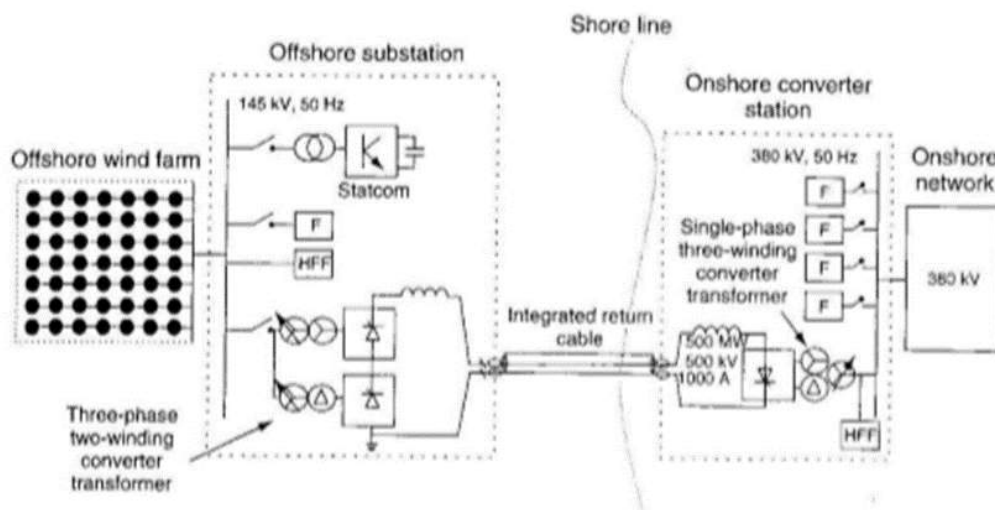 Shore line
Offshore substation
Onshore converter
station
145 kV, 50 Hz
Offshore wind farm
Statcom
F
HFF
380 kV, 50 Hz
Onshore
network
F
F
F
F
Single-phase
three-winding
converter
transformer
380 kV
Integrated return
cable
500 MW
500 kV
1000 A
HFF
Three-phase
two-winding
converter
transformer